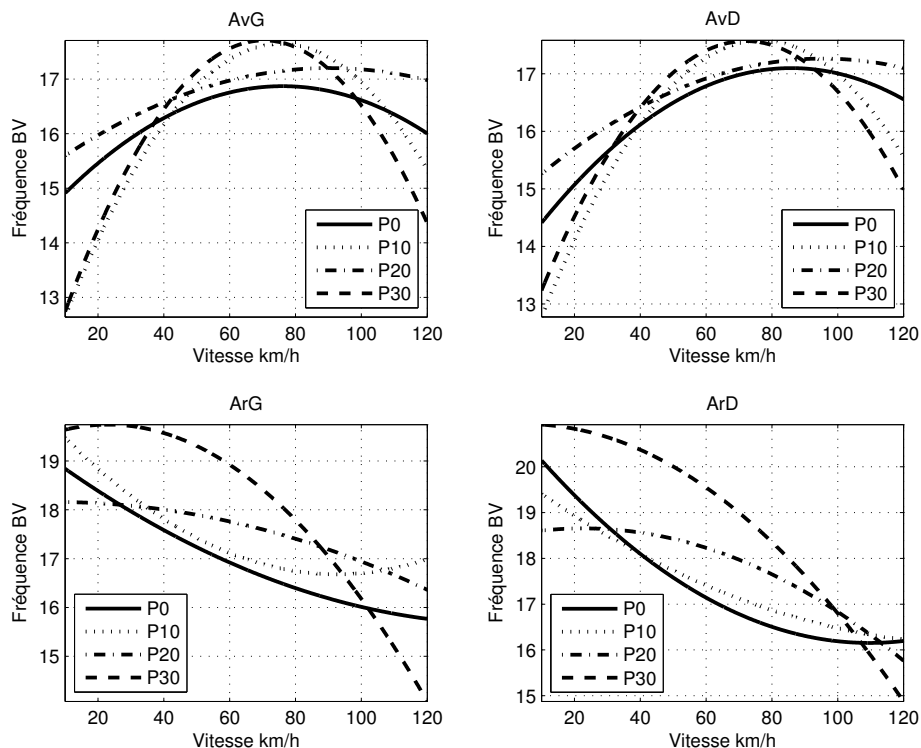 AvG
Fréquence BV
17
16
15
14
13
P0
P10
P20
P30
20 40 60 80 100 120
Vitesse km/h
AvD
Fréquence BV
17
16
15
14
13
P0
P10
P20
P30
20 40 60 80 100 120
Vitesse km/h
ArG
Fréquence BV
19
18
17
16
15
P0
P10
P20
P30
20 40 60 80 100 120
Vitesse km/h
ArD
Fréquence BV
20
19
18
17
16
15
P0
P10
P20
P30
20 40 60 80 100 120
Vitesse km/h